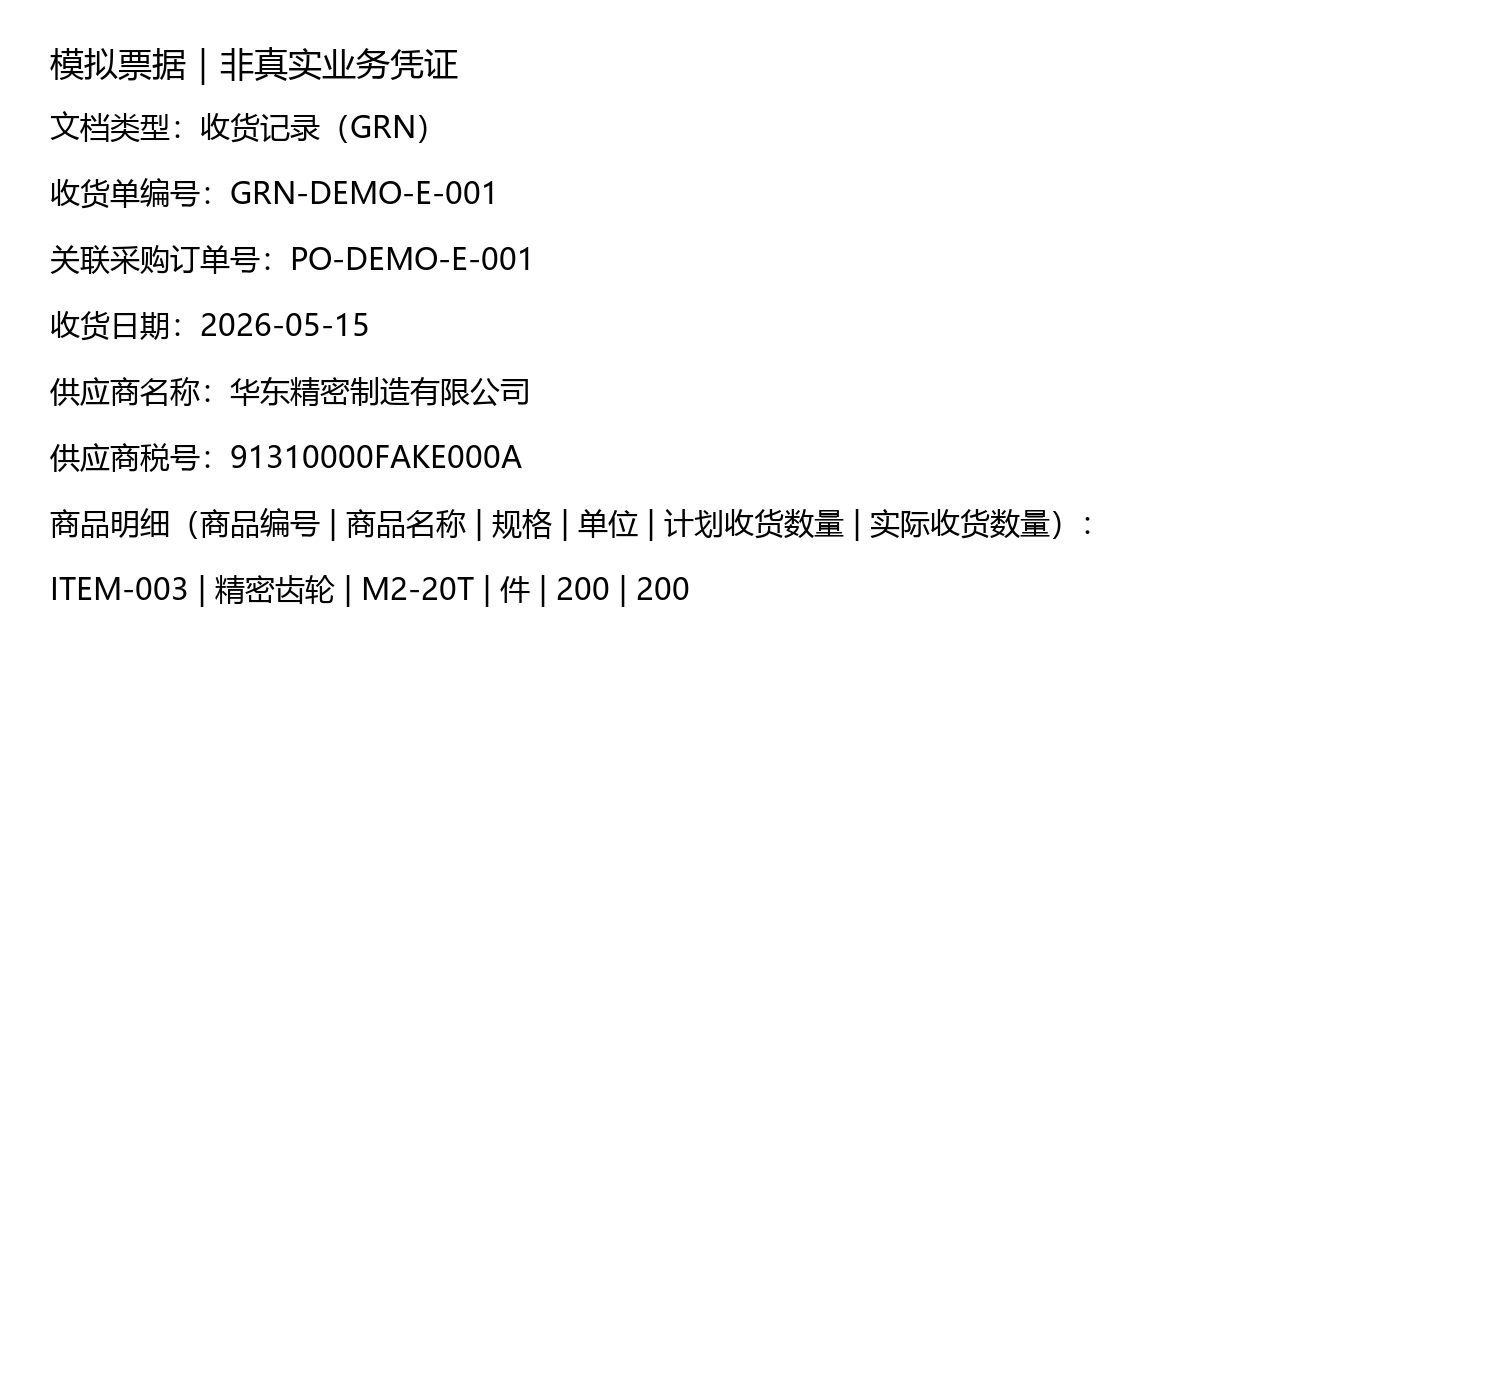 模拟票据 | 非真实业务凭证
文档类型：收货记录（GRN）
收货单编号：GRN-DEMO-E-001
关联采购订单号：PO-DEMO-E-001
收货日期：2026-05-15
供应商名称：华东精密制造有限公司
供应商税号：91310000FAKE000A
商品明细（商品编号 | 商品名称 | 规格 | 单位 | 计划收货数量 | 实际收货数量）：
ITEM-003 | 精密齿轮 | M2-20T | 件 | 200 | 200